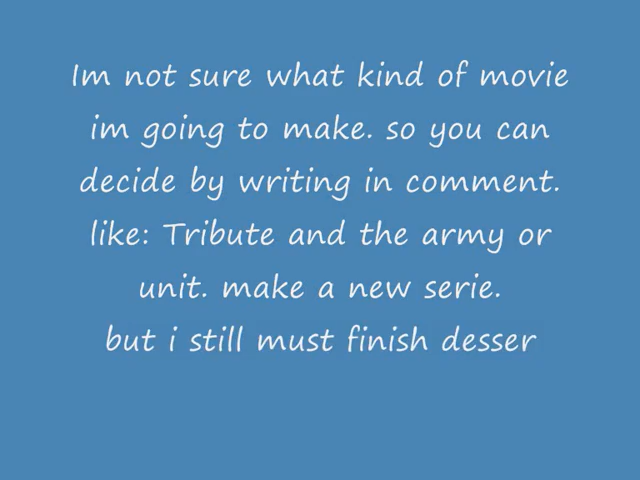 Im not sure what kind of movie
im going to make. so you can
decide by writing in comment.
like: Tribute and the army or
unit. make a new serie.
but i still must finish desser